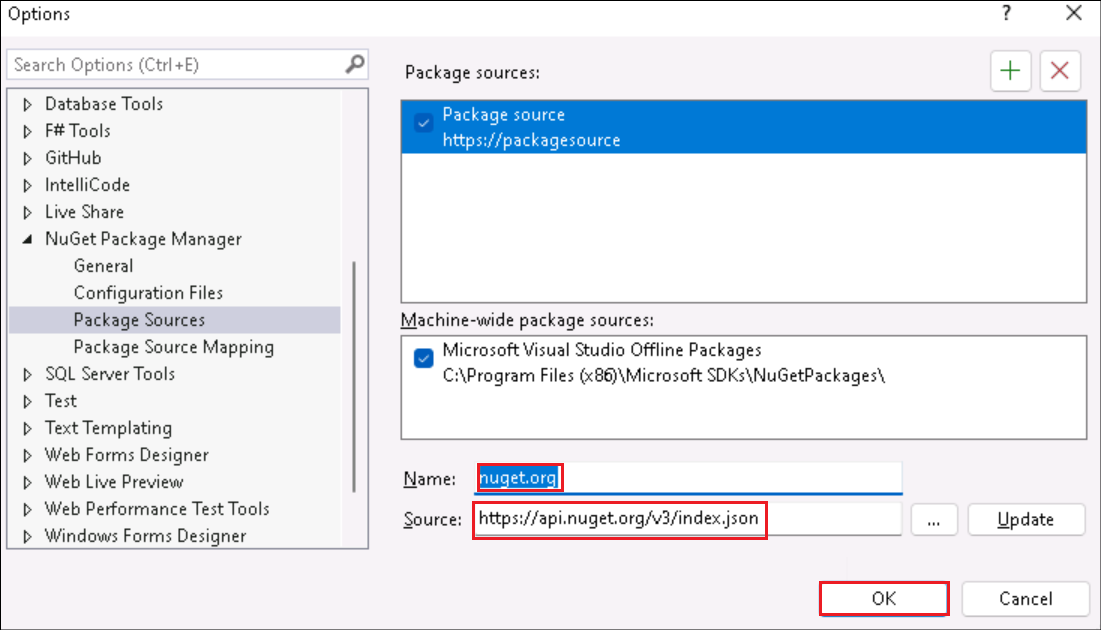 Options
?
Search Options (Ctrl+E)
Database Tools
F# Tools
GitHub
IntelliCode
Live Share
NuGet Package Manager
General
Configuration Files
Package Sources
Package Source Mapping
SQL Server Tools
Test
Text Templating
Web Forms Designer
Web Live Preview
Web Performance Test Tools
Windows Forms Designer
Package sources:
Package source
https://packagesource
Machine-wide package sources:
Microsoft Visual Studio Offline Packages
C:\Program Files (x86)\Microsoft SDKs\NuGetPackages\
Name: nuget.org
Source: https://api.nuget.org/v3/index.json ... Update
OK Cancel